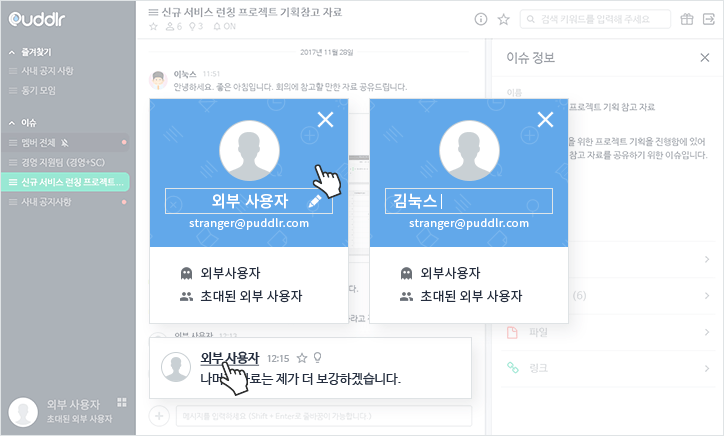 Puddlr
즐겨찾기
사내 공지 사항
동기 모임
이슈
멤버 전체
경영 지원팀 (경영+SC)
신규 서비스 런칭 프로젝트...
사내 공지사항
외부 사용자
초대된 외부 사용자
신규 서비스 런칭 프로젝트 기획참고 자료
6 3 ON
검색 키워드를 입력해 주세요
2017년 11월 28일
이눅스 11:51
안녕하세요. 좋은 아침입니다. 회의에 참고할 만한 자료 공유드립니다.
외부 사용자
stranger@puddlr.com
외부사용자
초대된 외부 사용자
김눅스
stranger@puddlr.com
외부사용자
초대된 외부 사용자
외부 사용자 12:13
외부 사용자 12:15
료는 제가 더 보강하겠습니다.
메시지를 입력하세요 (Shift + Enter로 줄바꿈이 가능합니다.)
이슈 정보
이름
프로젝트 기획 참고 자료
을 위한 프로젝트 기획을 진행함에 있어
참고 자료를 공유하기 위한 이슈입니다.
(6)
파일
링크